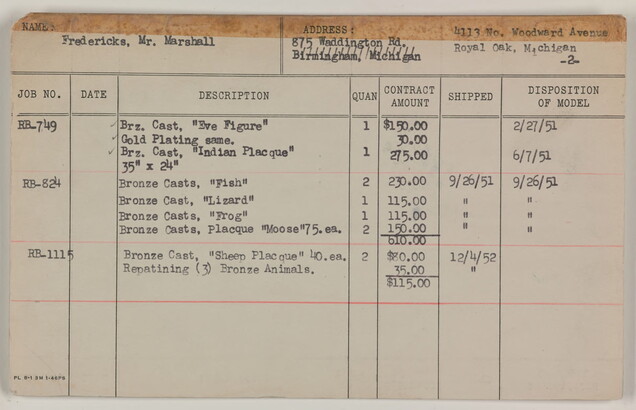 NAME: ADDRESS: 4113 No. Woodward Avenue
Fredericks, Mr. Marshall 875 Waddington Rd. Royal Oak, Michigan
Birmingham, Michigan -2-
JOB NO. DATE DESCRIPTION QUAN CONTRACT AMOUNT SHIPPED DISPOSITION OF MODEL
RB-749 ✓ Brz. Cast, "Eve Figure" 1 $150.00 2/27/51
Gold Plating same. 30.00
✓ Brz. Cast, "Indian Placque" 1 275.00 6/7/51
35" x 24"
RB-824 Bronze Casts, "Fish" 2 230.00 9/26/51 9/26/51
Bronze Casts, "Lizard" 1 115.00 " "
Bronze Casts, "Frog" 1 115.00 " "
Bronze Casts, Placque "Moose"75. ea. 2 150.00 " "
610.00
RB-1115 Bronze Cast, "Sheep Placque" 40.ea. 2 $80.00 12/4/52
Repatining (3) Bronze Animals. 35.00 "
$115.00